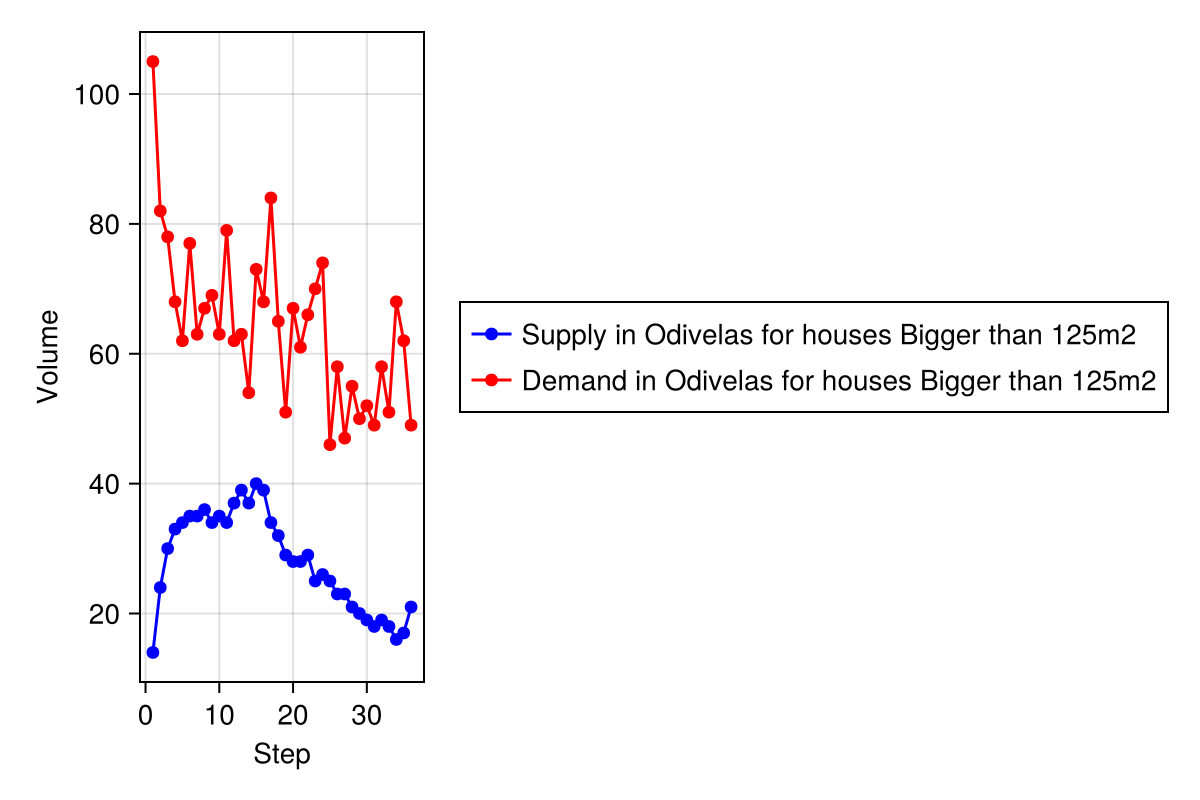 Volume
100
80
60
40
20
0 10 20 30
Step
Supply in Odivelas for houses Bigger than 125m2
Demand in Odivelas for houses Bigger than 125m2